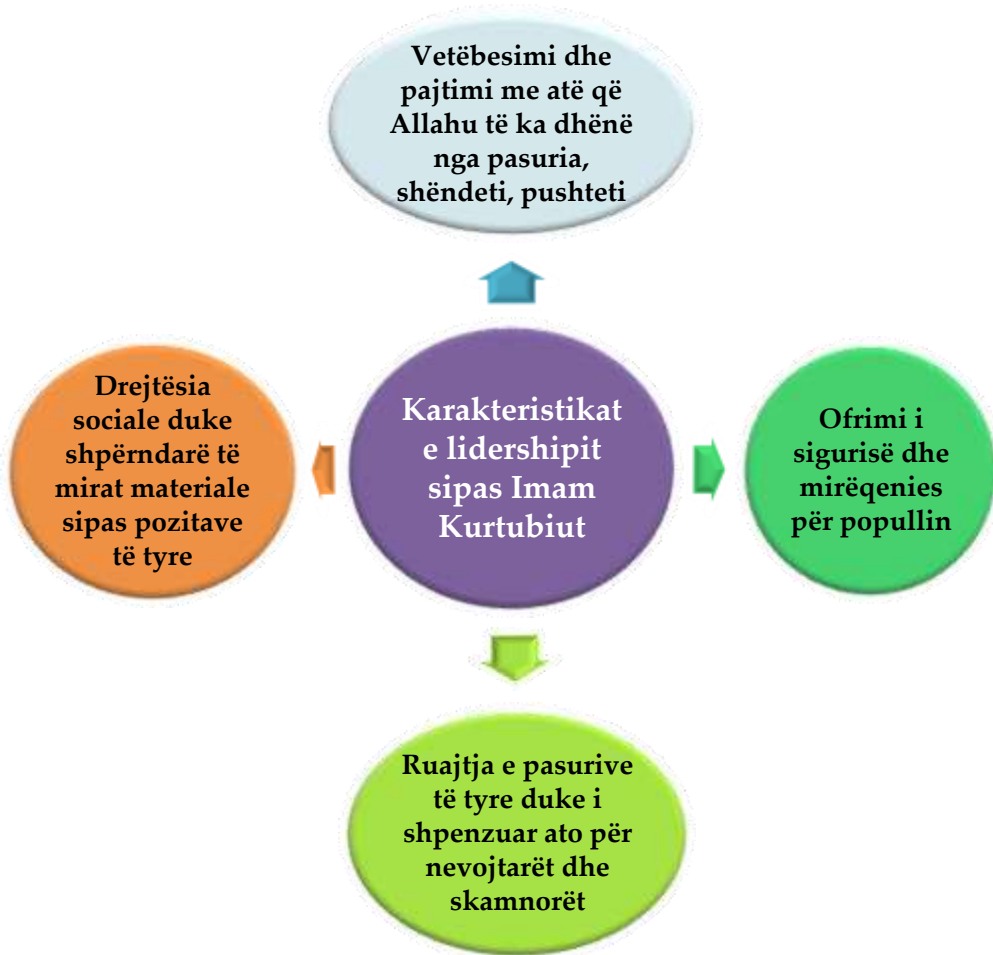 Vetëbesimi dhe
pajtimi me atë që
Allahu të ka dhënë
nga pasuria,
shëndeti, pushteti
Drejtësia
sociale duke
shpërndarë të
mirat materiale
sipas pozitave
të tyre
Karakteristikat
e lidershipit
sipas Imam
Kurtubiut
Ofrimi i
sigurisë dhe
mirëqenies
për popullin
Ruajtja e pasurive
të tyre duke i
shpenzuar ato për
nevojtarët dhe
skamnorët